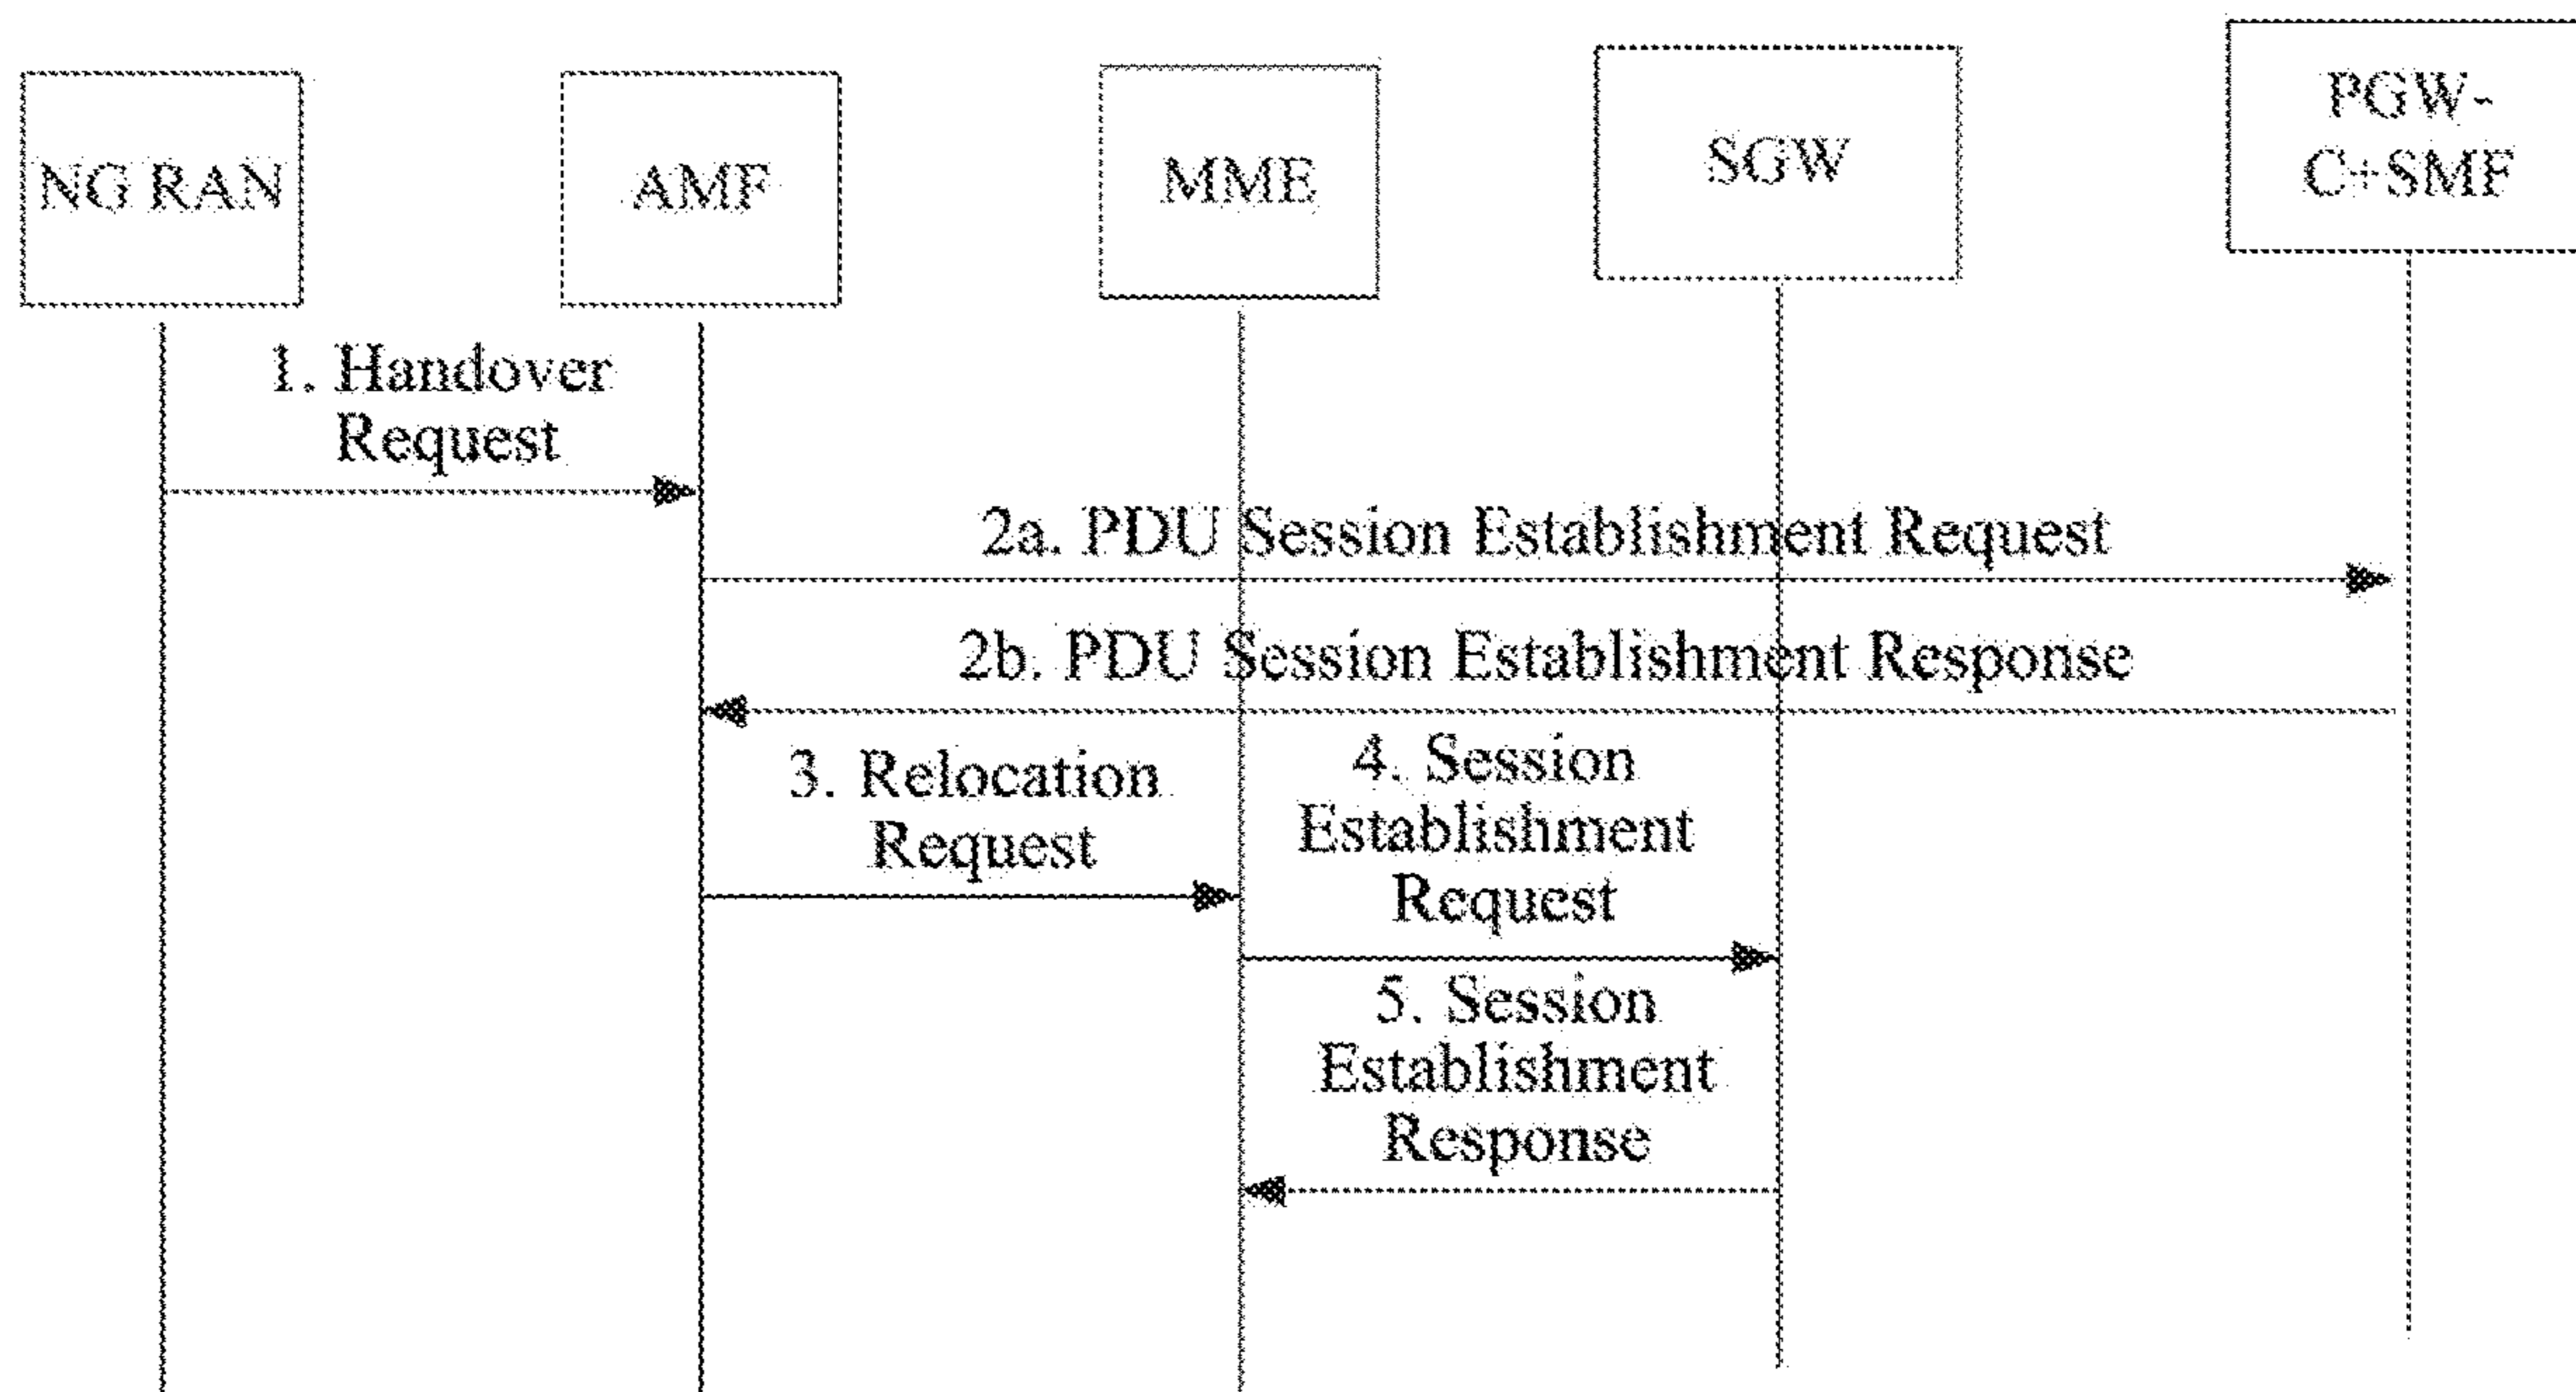 NG RAN
AMF
MME
SGW
PGW-
C+SMF
1. Handover
Request
2a. PDU Session Establishment Request
2b. PDU Session Establishment Response
3. Relocation
Request
4. Session
Establishment
Request
5. Session
Establishment
Response